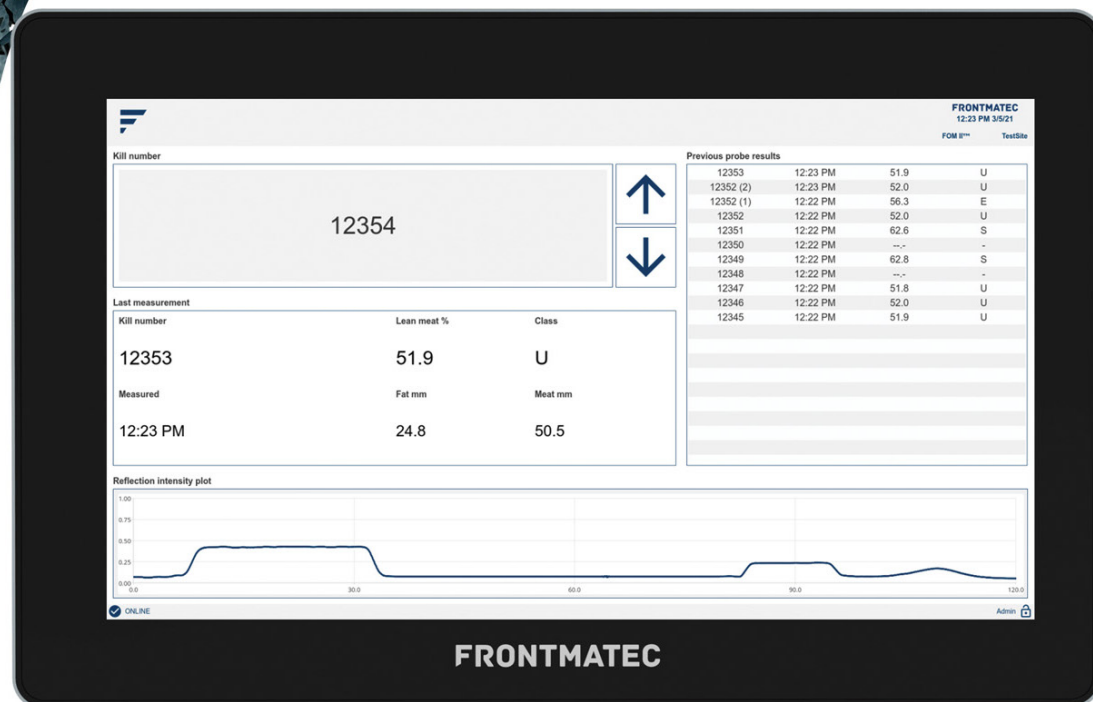 FRONTMATEC
12:23 PM 3/5/21
FOM II™ TestSite
Kill number
12354
Last measurement
Kill number Lean meat % Class
12353 51.9 U
Measured Fat mm Meat mm
12:23 PM 24.8 50.5
Previous probe results
12353 12:23 PM 51.9 U
12352 (2) 12:23 PM 52.0 U
12352 (1) 12:22 PM 56.3 E
12352 12:22 PM 52.0 U
12351 12:22 PM 62.6 S
12350 12:22 PM --.- -
12349 12:22 PM 62.8 S
12348 12:22 PM --.- -
12347 12:22 PM 51.8 U
12346 12:22 PM 52.0 U
12345 12:22 PM 51.9 U
Reflection intensity plot
1.00
0.75
0.50
0.25
0.00
0.0 30.0 60.0 90.0 120.0
ONLINE Admin
FRONTMATEC